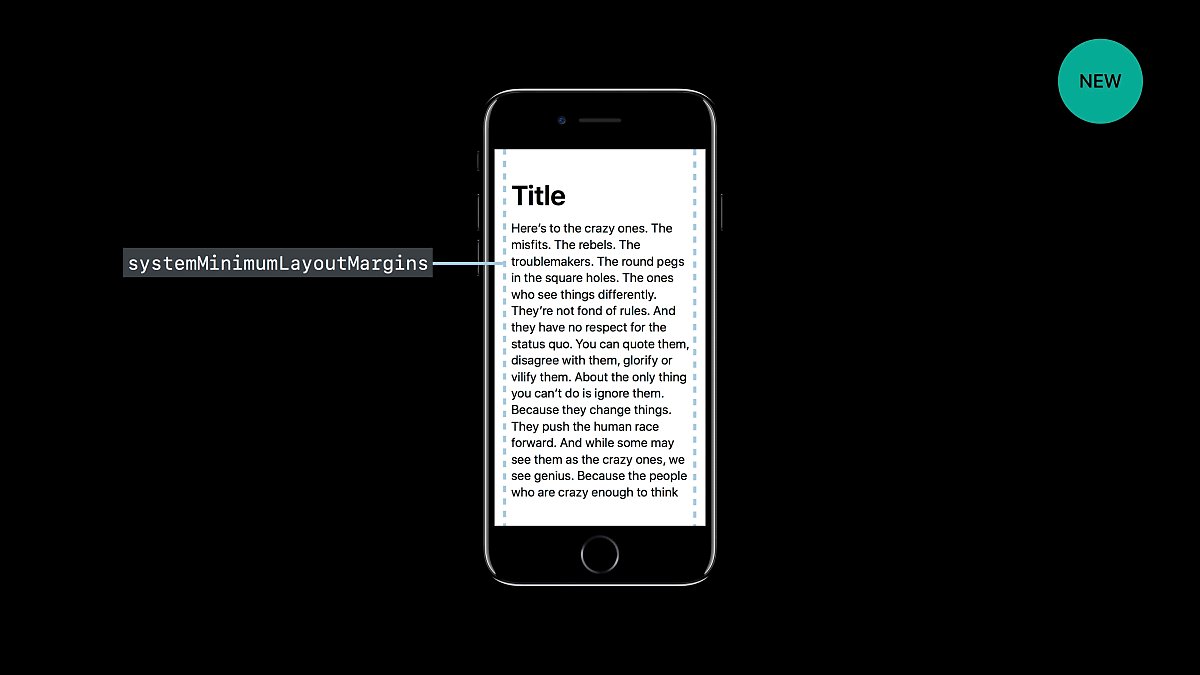 NEW
systemMinimumLayoutMargins
Title
Here’s to the crazy ones. The
misfits. The rebels. The
troublemakers. The round pegs
in the square holes. The ones
who see things differently.
They’re not fond of rules. And
they have no respect for the
status quo. You can quote them,
disagree with them, glorify or
vilify them. About the only thing
you can’t do is ignore them.
Because they change things.
They push the human race
forward. And while some may
see them as the crazy ones, we
see genius. Because the people
who are crazy enough to think